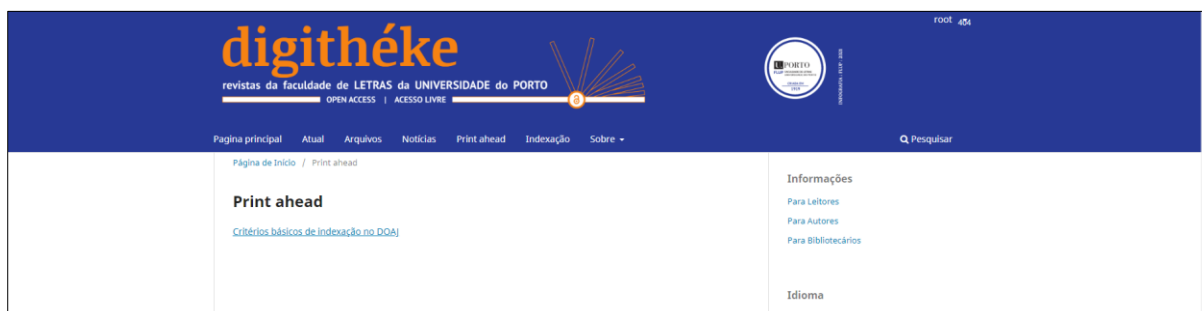 root 484
digithéke
revistas da faculdade de LETRAS da UNIVERSIDADE do PORTO
OPEN ACCESS | ACESSO LIVRE
U.PORTO
Pagina principal Atual Arquivos Notícias Print ahead Indexação Sobre
Pesquisar
Página de Início / Print ahead
Print ahead
Critérios básicos de indexação no DOAJ
Informações
Para Leitores
Para Autores
Para Bibliotecários
Idioma